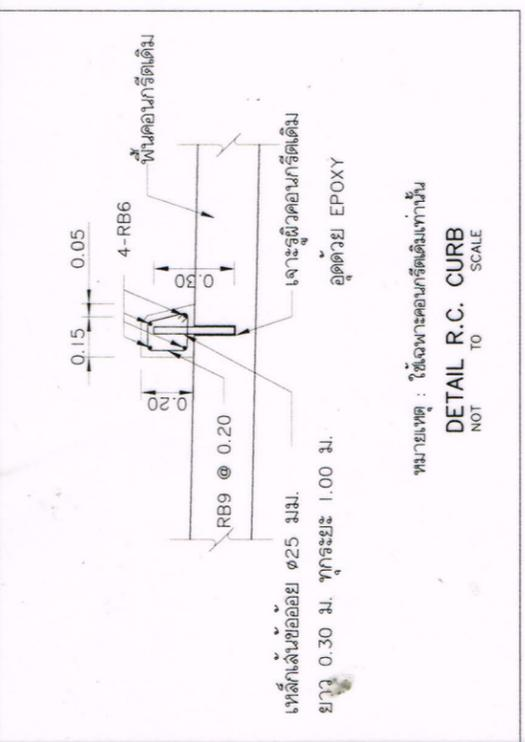 0.15
0.05
4-RB6
พื้นคอนกรีตเดิม
0.20
0.30
RB9 @ 0.20
เจาะรูผิวคอนกรีตเดิม
อุดด้วย EPOXY
เหล็กเส้นข้ออ้อย ø25 มม.
ยาว 0.30 ม. ทุกระยะ 1.00 ม.
หมายเหตุ : ใช้เฉพาะคอนกรีตเดิมเท่านั้น
DETAIL R.C. CURB
NOT TO SCALE